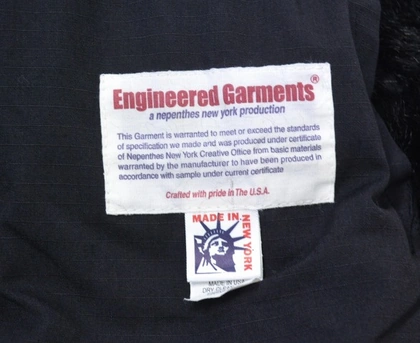 Engineered Garments®
a nepenthes new york production
This Garment is warranted to meet or exceed the standards
of specification we made and was produced under certificate
of Nepenthes New York Creative Office from basic materials
warranted by the manufacturer to have been produced in
accordance with sample under current certificate
Crafted with pride in The U.S.A.
MADE IN
NEW YORK
MADE IN USA
DRY CLEAN